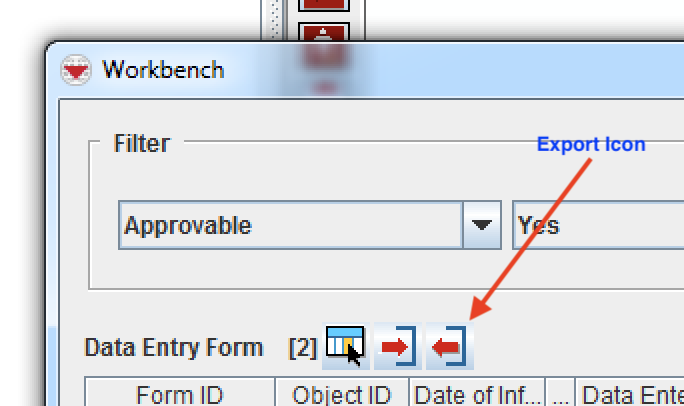 Workbench
Filter
Export Icon
Approvable
Yes
Data Entry Form [2]
Form ID Object ID Date of Inf... ... Data Ente